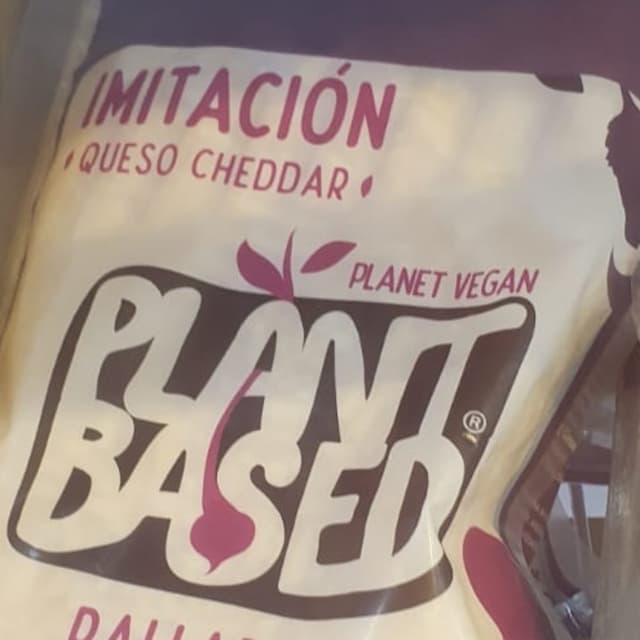 IMITACIÓN
QUESO CHEDDAR
PLANET VEGAN
PLANT
BASED
®